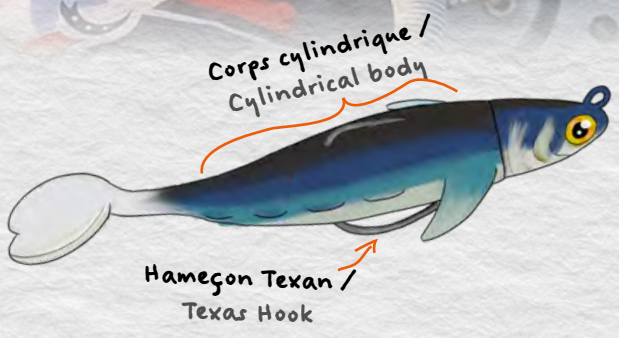 Corps cylindrique /
Cylindrical body
Hameçon Texan /
Texas Hook